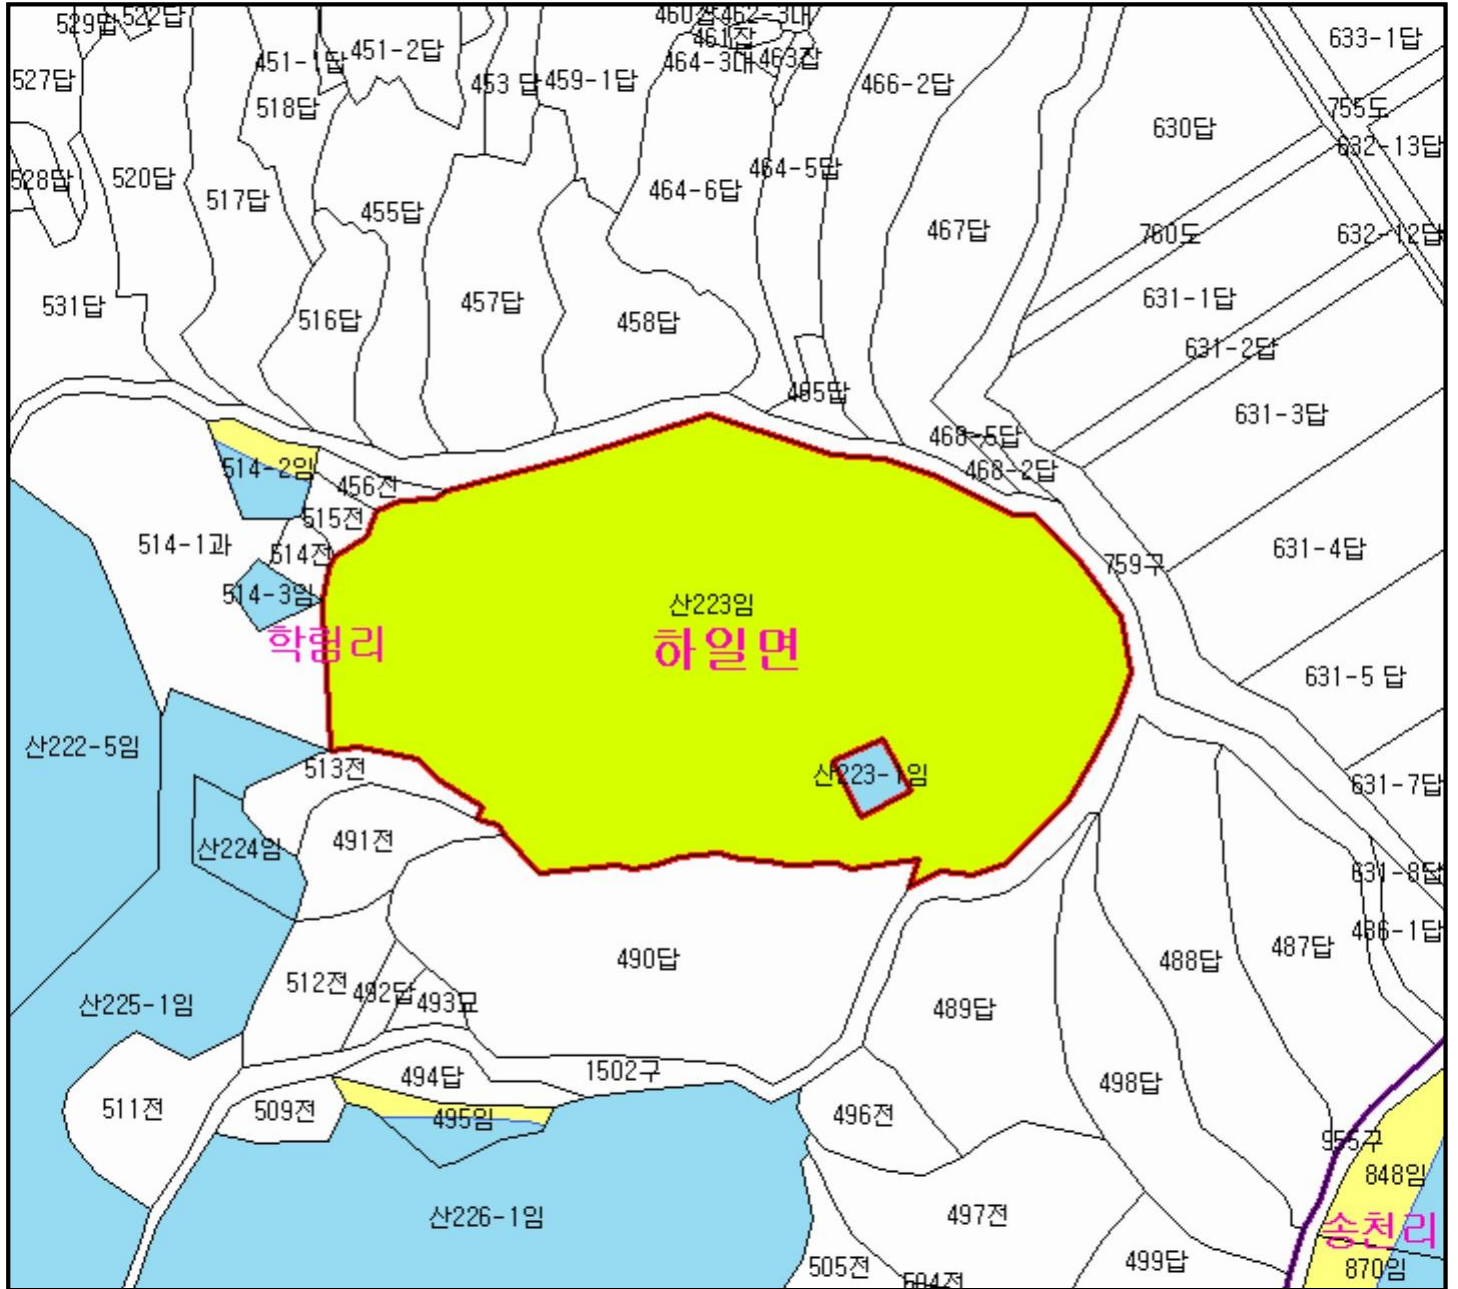 529답
522답
460잡
462-3대
461잡
451-1답
451-2답
464-3대
463잡
633-1답
527답
453 답
459-1답
466-2답
518답
755도
630답
632-13답
528답
520답
464-5답
517답
464-6답
455답
467답
760도
632-12답
531답
457답
631-1답
516답
458답
631-2답
465답
631-3답
468-5답
514-2임
468-2답
456전
515전
514-1과
514전
631-4답
759구
514-3임
산223임
학림리
하일면
631-5 답
산222-5임
513전
산223-1임
631-7답
491전
산224임
631-8답
486-1답
487답
490답
488답
512전
492답
493묘
산225-1임
489답
1502구
494답
498답
511전
509전
495임
496전
955구
848임
산226-1임
497전
송천리
499답
505전
504전
870임